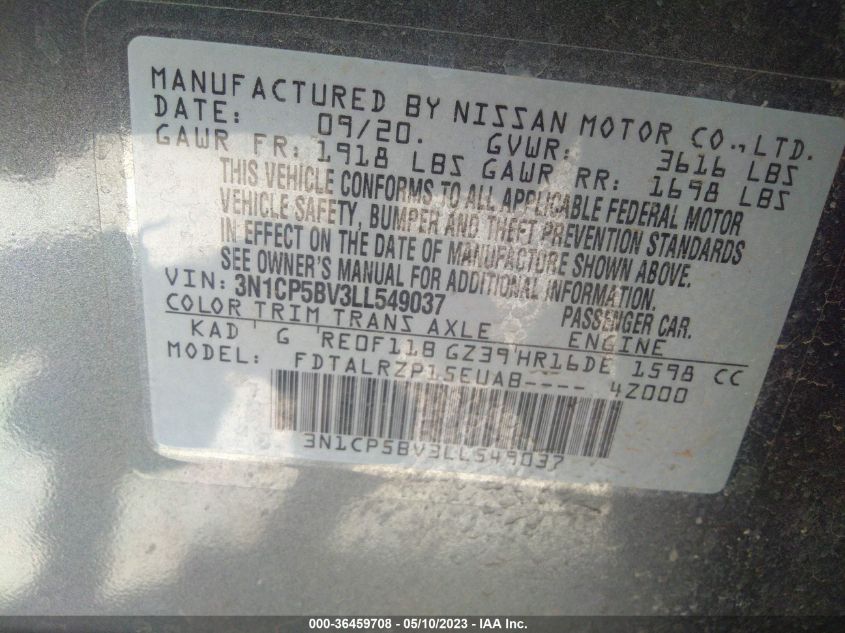 MANUFACTURED BY NISSAN MOTOR CO., LTD.
DATE: 09/20. GVWR: 3616 LBS
GAWR FR: 1918 LBS GAWR RR: 1698 LBS
THIS VEHICLE CONFORMS TO ALL APPLICABLE FEDERAL MOTOR
VEHICLE SAFETY, BUMPER AND THEFT PREVENTION STANDARDS
IN EFFECT ON THE DATE OF MANUFACTURE SHOWN ABOVE.
SEE OWNER'S MANUAL FOR ADDITIONAL INFORMATION.
VIN: 3N1CP5BV3LL549037 PASSENGER CAR.
COLOR TRIM TRANS AXLE ENGINE
KAD G RE0F11B GZ39 HR16DE 1598 CC
MODEL: FDTALRZP15EUAB---- 4Z000
3N1CP5BV3LL549037
000-36459708 - 05/10/2023 - IAA Inc.